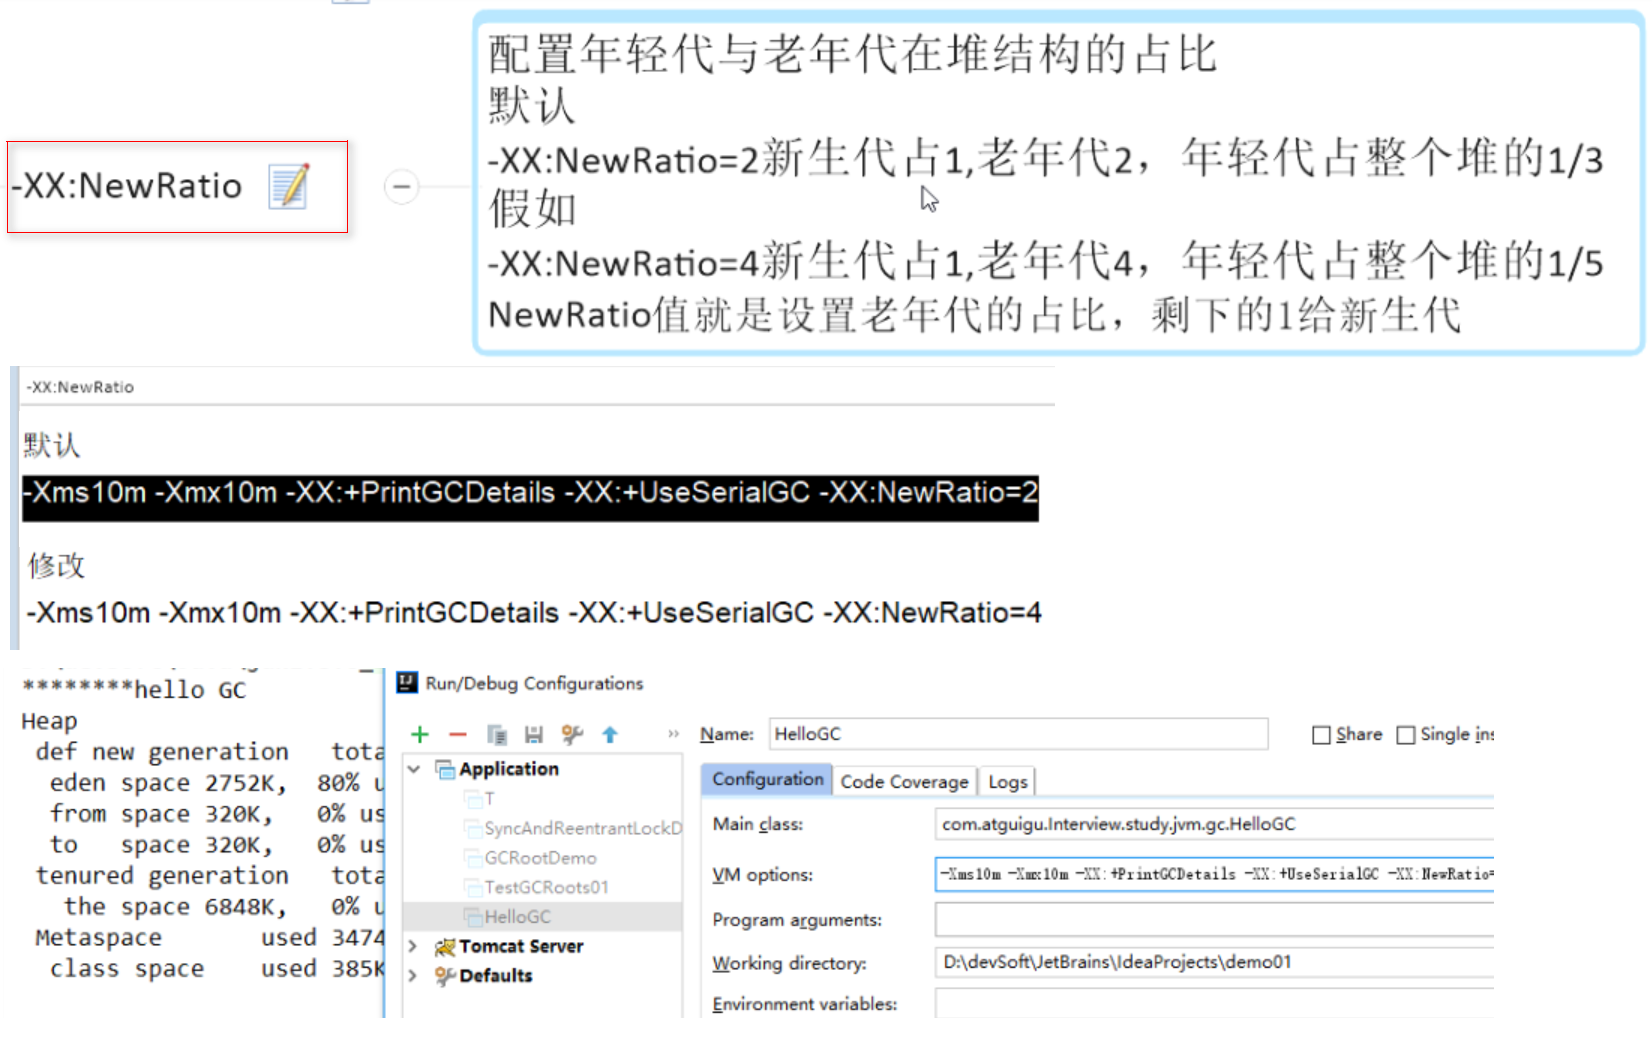 配置年轻代与老年代在堆结构的占比
默认
-XX:NewRatio=2新生代占1,老年代2，年轻代占整个堆的1/3
假如
-XX:NewRatio=4新生代占1,老年代4，年轻代占整个堆的1/5
NewRatio值就是设置老年代的占比，剩下的1给新生代
-XX:NewRatio
-XX:NewRatio
默认
-Xms10m -Xmx10m -XX:+PrintGCDetails -XX:+UseSerialGC -XX:NewRatio=2
修改
-Xms10m -Xmx10m -XX:+PrintGCDetails -XX:+UseSerialGC -XX:NewRatio=4
********hello GC
Heap
def new generation tota
eden space 2752K, 80% u
from space 320K, 0% us
to space 320K, 0% us
tenured generation tota
the space 6848K, 0% u
Metaspace used 3474
class space used 385K
Run/Debug Configurations
Application
T
SyncAndReentrantLockD
GCRootDemo
TestGCRoots01
HelloGC
Tomcat Server
Defaults
Name: HelloGC
Share Single ins
Configuration Code Coverage Logs
Main class: com.atguigu.Interview.study.jvm.gc.HelloGC
VM options: -Xms10m -Xmx10m -XX:+PrintGCDetails -XX:+UseSerialGC -XX:NewRatio=
Program arguments:
Working directory: D:\devSoft\JetBrains\IdeaProjects\demo01
Environment variables: